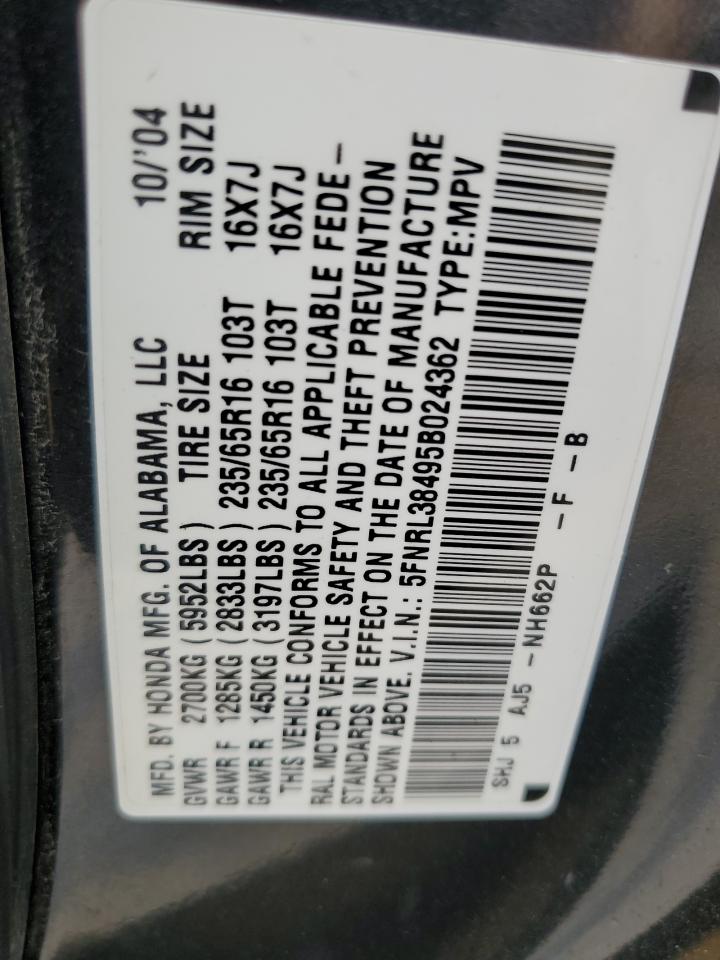 MFD. BY HONDA MFG. OF ALABAMA, LLC 10/'04
GVWR 2700KG (5952LBS) TIRE SIZE RIM SIZE
GAWR F 1285KG (2833LBS) 235/65R16 103T 16X7J
GAWR R 1450KG (3197LBS) 235/65R16 103T 16X7J
THIS VEHICLE CONFORMS TO ALL APPLICABLE FEDE-
RAL MOTOR VEHICLE SAFETY AND THEFT PREVENTION
STANDARDS IN EFFECT ON THE DATE OF MANUFACTURE
SHOWN ABOVE. V.I.N.: 5FNRL38495B024362 TYPE:MPV
SHJ 5 AJ5 -NH662P -F -B